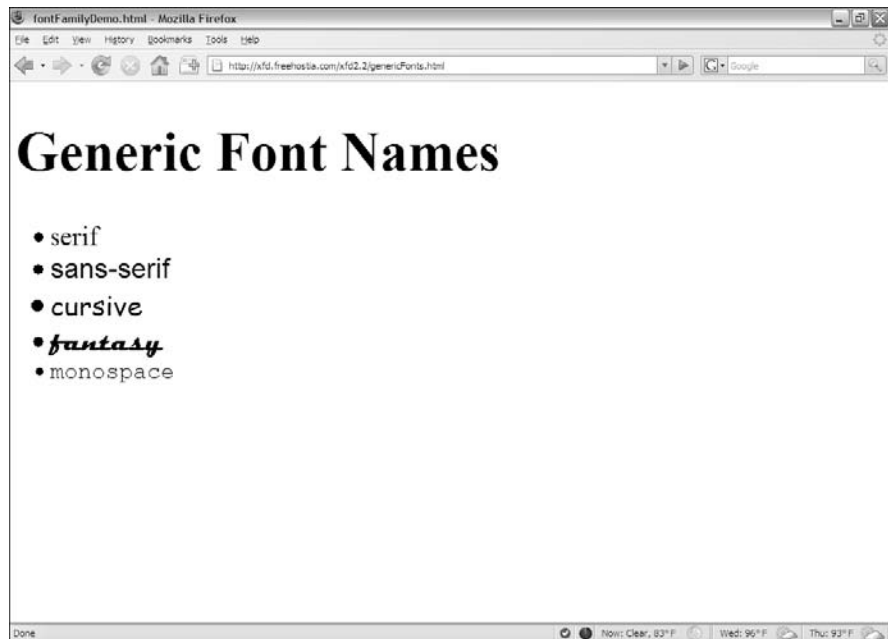 fontFamilyDemo.html - Mozilla Firefox
File Edit View History Bookmarks Tools Help
http://xfd.freehostia.com/xfd2.2/genericFonts.html
G Google
Generic Font Names
• serif
• sans-serif
• cursive
• fantasy
• monospace
Done
Now: Clear, 83° F Wed: 96° F Thu: 93° F